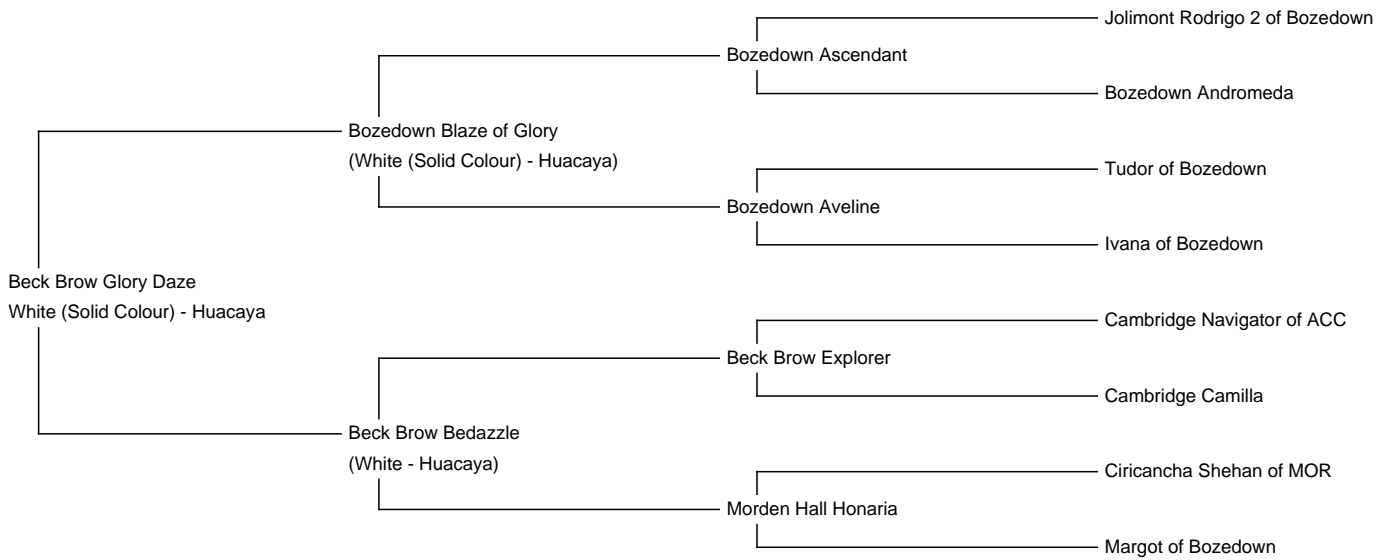 Jolimont Rodrigo 2 of Bozedown
Bozedown Ascendant
Bozedown Andromeda
Bozedown Blaze of Glory
(White (Solid Colour) - Huacaya)
Tudor of Bozedown
Bozedown Aveline
Ivana of Bozedown
Beck Brow Glory Daze
White (Solid Colour) - Huacaya
Cambridge Navigator of ACC
Beck Brow Explorer
Cambridge Camilla
Beck Brow Bedazzle
(White - Huacaya)
Ciricancha Shehan of MOR
Morden Hall Honaria
Margot of Bozedown